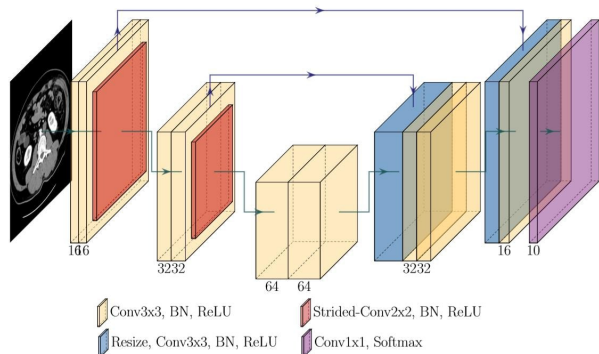 1616
3232
64 64
3232
16 10
Conv3x3, BN, ReLU
Strided-Conv2x2, BN, ReLU
Resize, Conv3x3, BN, ReLU
Conv1x1, Softmax